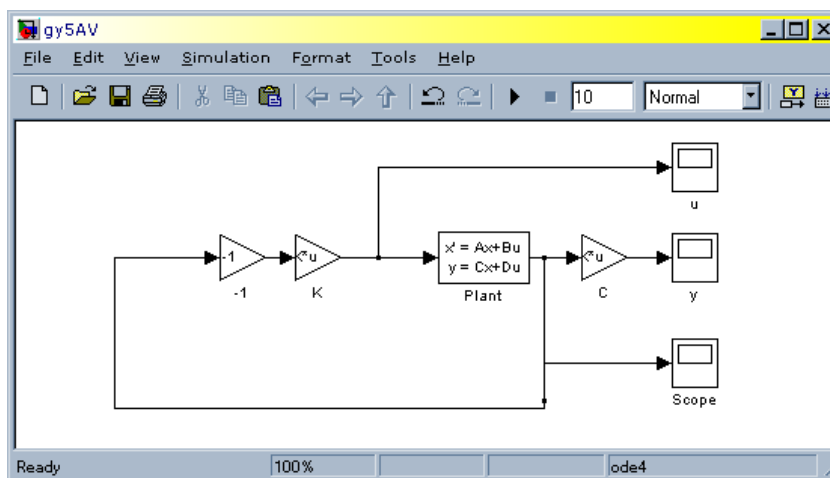 gy5AV
File Edit View Simulation Format Tools Help
10 Normal
u
-1 u x' = Ax+Bu u
y = Cx+Du
-1 K Plant C y
Scope
Ready 100% ode4